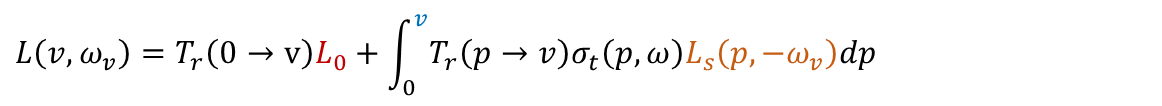 L(v, ω_v) = T_r(0 → v)L_0 + ∫_0^v T_r(p → v)σ_t(p, ω)L_s(p, −ω_v)dp